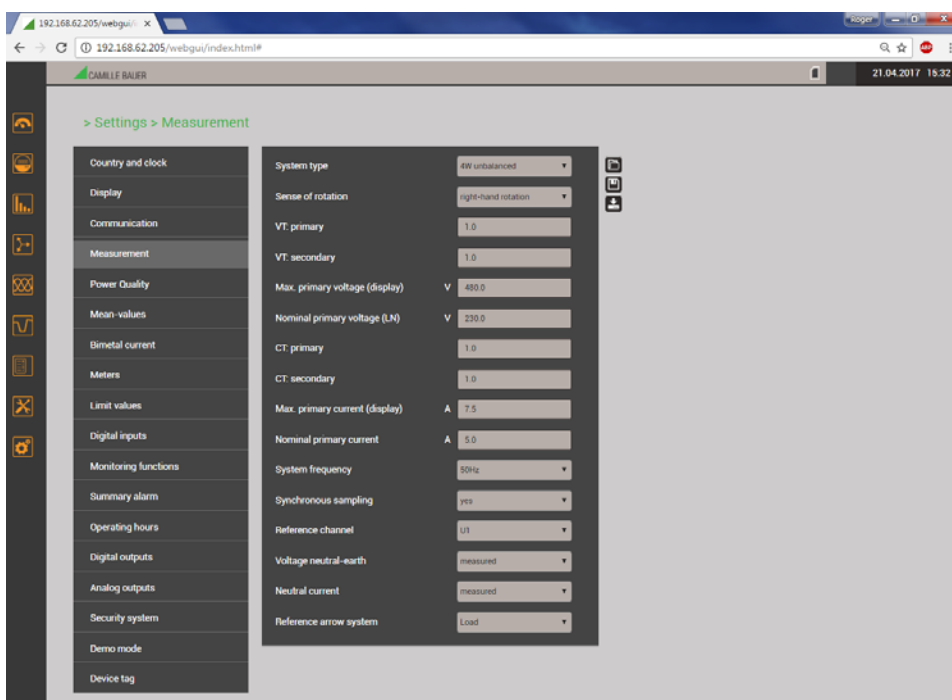 192.168.62.205/webgui/
Roger
192.168.62.205/webgui/index.html#
ABP
CAMILLE BAUER
21.04.2017 15:32
> Settings > Measurement
Country and clock
Display
Communication
Measurement
Power Quality
Mean-values
Bimetal current
Meters
Limit values
Digital inputs
Monitoring functions
Summary alarm
Operating hours
Digital outputs
Analog outputs
Security system
Demo mode
Device tag
System type 4W unbalanced
Sense of rotation right-hand rotation
VT: primary 1.0
VT: secondary 1.0
Max. primary voltage (display) V 480.0
Nominal primary voltage (LN) V 230.0
CT: primary 1.0
CT: secondary 1.0
Max. primary current (display) A 7.5
Nominal primary current A 5.0
System frequency 50Hz
Synchronous sampling yes
Reference channel U1
Voltage neutral-earth measured
Neutral current measured
Reference arrow system Load